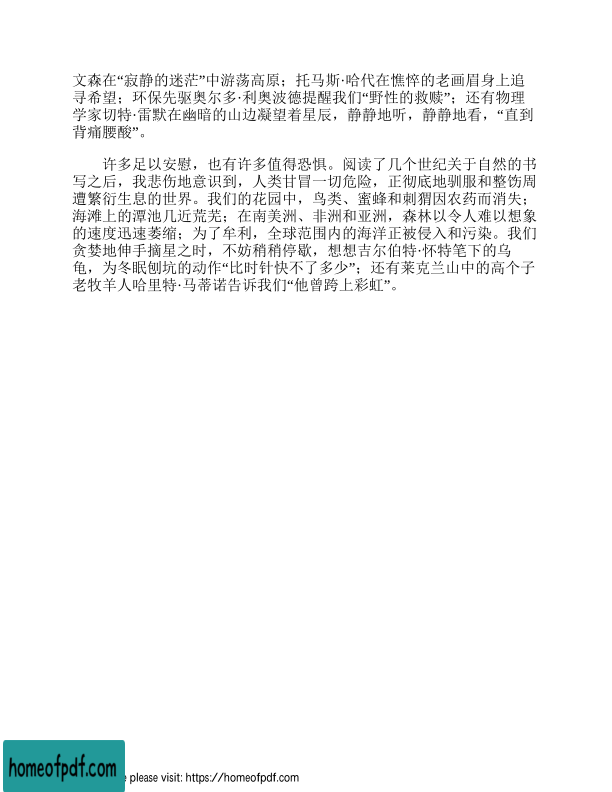 文森在“寂静的迷茫”中游荡高原；托马斯·哈代在憔悴的老画眉身上追
寻希望；环保先驱奥尔多·利奥波德提醒我们“野性的救赎”；还有物理
学家切特·雷默在幽暗的山边凝望着星辰，静静地听，静静地看，“直到
背痛腰酸”。
许多足以安慰，也有许多值得恐惧。阅读了几个世纪关于自然的书
写之后，我悲伤地意识到，人类甘冒一切危险，正彻底地驯服和整饬周
遭繁衍生息的世界。我们的花园中，鸟类、蜜蜂和刺猬因农药而消失；
海滩上的潭池几近荒芜；在南美洲、非洲和亚洲，森林以令人难以想象
的速度迅速萎缩；为了牟利，全球范围内的海洋正被侵入和污染。我们
贪婪地伸手摘星之时，不妨稍稍停歇，想想吉尔伯特·怀特笔下的乌
龟，为冬眠刨坑的动作“比时针快不了多少”；还有莱克兰山中的高个子
老牧羊人哈里特·马蒂诺告诉我们“他曾跨上彩虹”。
homeofpdf.com
please visit: https://homeofpdf.com